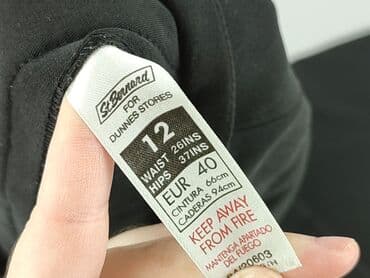 St Bernard
FOR
DUNNES STORES
12
WAIST 26INS
HIPS 37INS
EUR 40
CINTURA 66cm
CADERAS 94cm
KEEP AWAY
FROM FIRE
MANTENGA APARTADO
DEL FUEGO